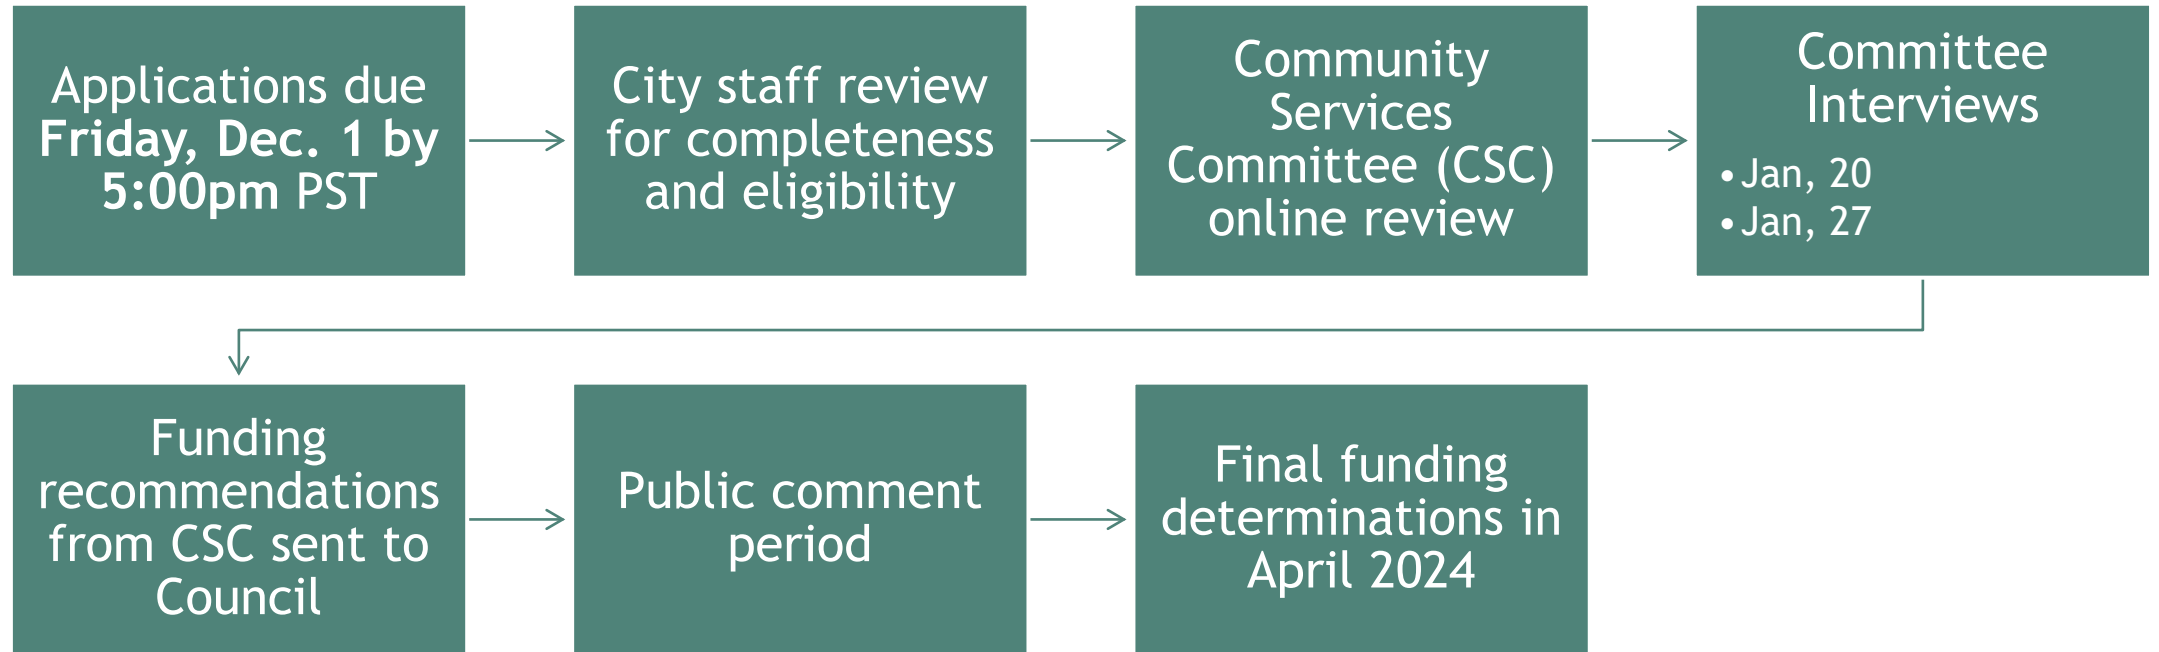 Applications due
Friday, Dec. 1 by
5:00pm PST
City staff review
for completeness
and eligibility
Community
Services
Committee (CSC)
online review
Committee
Interviews
•Jan, 20
•Jan, 27
Funding
recommendations
from CSC sent to
Council
Public comment
period
Final funding
determinations in
April 2024